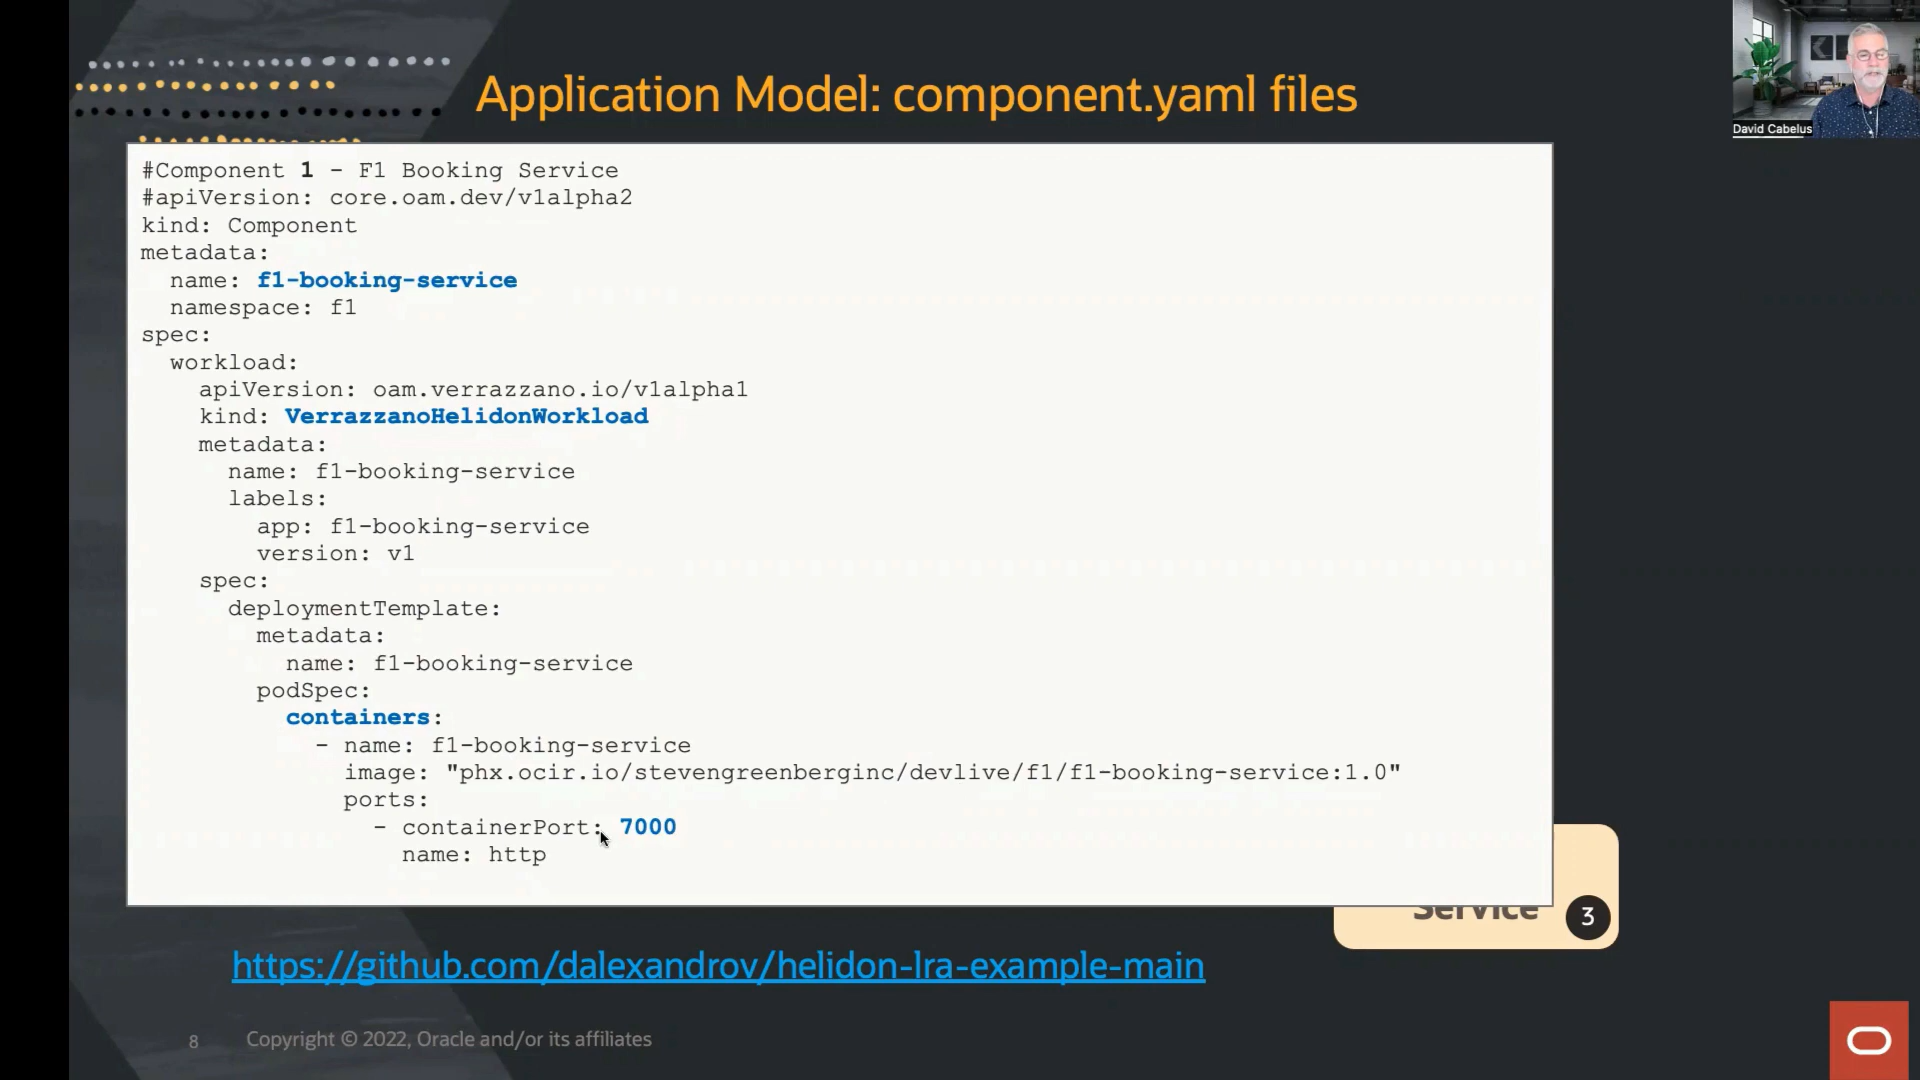 Application Model: component.yaml files
David Cabelus
#Component 1 - F1 Booking Service
#apiVersion: core.oam.dev/v1alpha2
kind: Component
metadata:
  name: f1-booking-service
  namespace: f1
spec:
  workload:
    apiVersion: oam.verrazzano.io/v1alpha1
    kind: VerrazzanoHelidonWorkload
    metadata:
      name: f1-booking-service
      labels:
        app: f1-booking-service
        version: v1
    spec:
      deploymentTemplate:
        metadata:
          name: f1-booking-service
        podSpec:
          containers:
            - name: f1-booking-service
              image: "phx.ocir.io/stevengreenberginc/devlive/f1/f1-booking-service:1.0"
              ports:
                - containerPort: 7000
                  name: http
Service
3
https://github.com/dalexandrov/helidon-lra-example-main
8
Copyright © 2022, Oracle and/or its affiliates